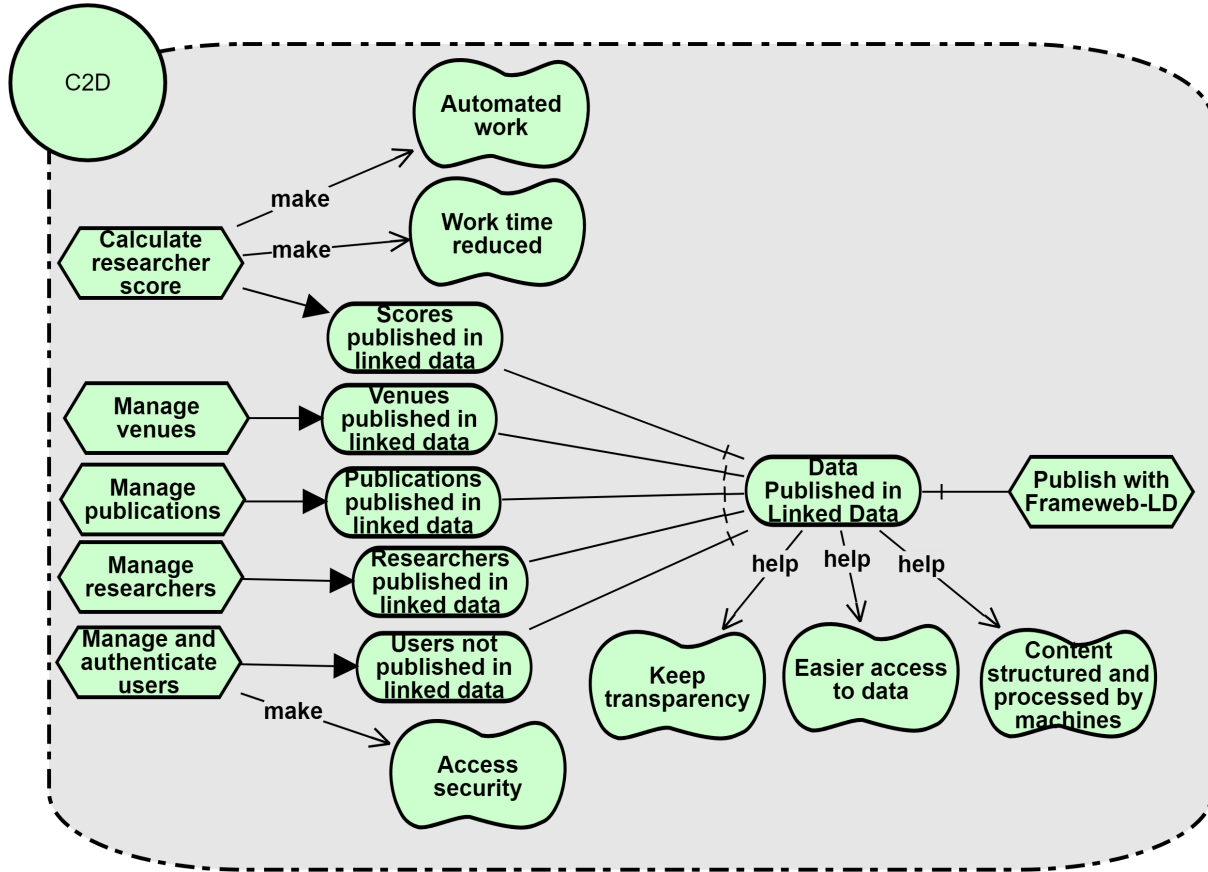 C2D
Automated
work
make
Work time
reduced
make
Calculate
researcher
score
Scores
published in
linked data
Manage
venues
Venues
published in
linked data
Manage
publications
Publications
published in
linked data
Data
Published in
Linked Data
Publish with
Frameweb-LD
Manage
researchers
Researchers
published in
linked data
help
help
help
Manage and
authenticate
users
Users not
published in
linked data
Keep
transparency
Easier access
to data
Content
structured and
processed by
machines
make
Access
security